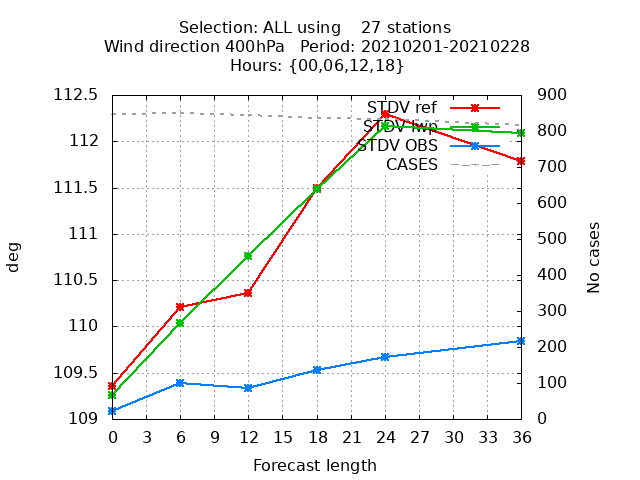 Selection: ALL using    27 stations
Wind direction 400hPa   Period: 20210201-20210228
Hours: {00,06,12,18}
112.5
112
111.5
111
110.5
110
109.5
109
deg
STDV ref
STDV lwp
STDV OBS
CASES
900
800
700
600
500
400
300
200
100
0
No cases
0 3 6 9 12 15 18 21 24 27 30 33 36
Forecast length